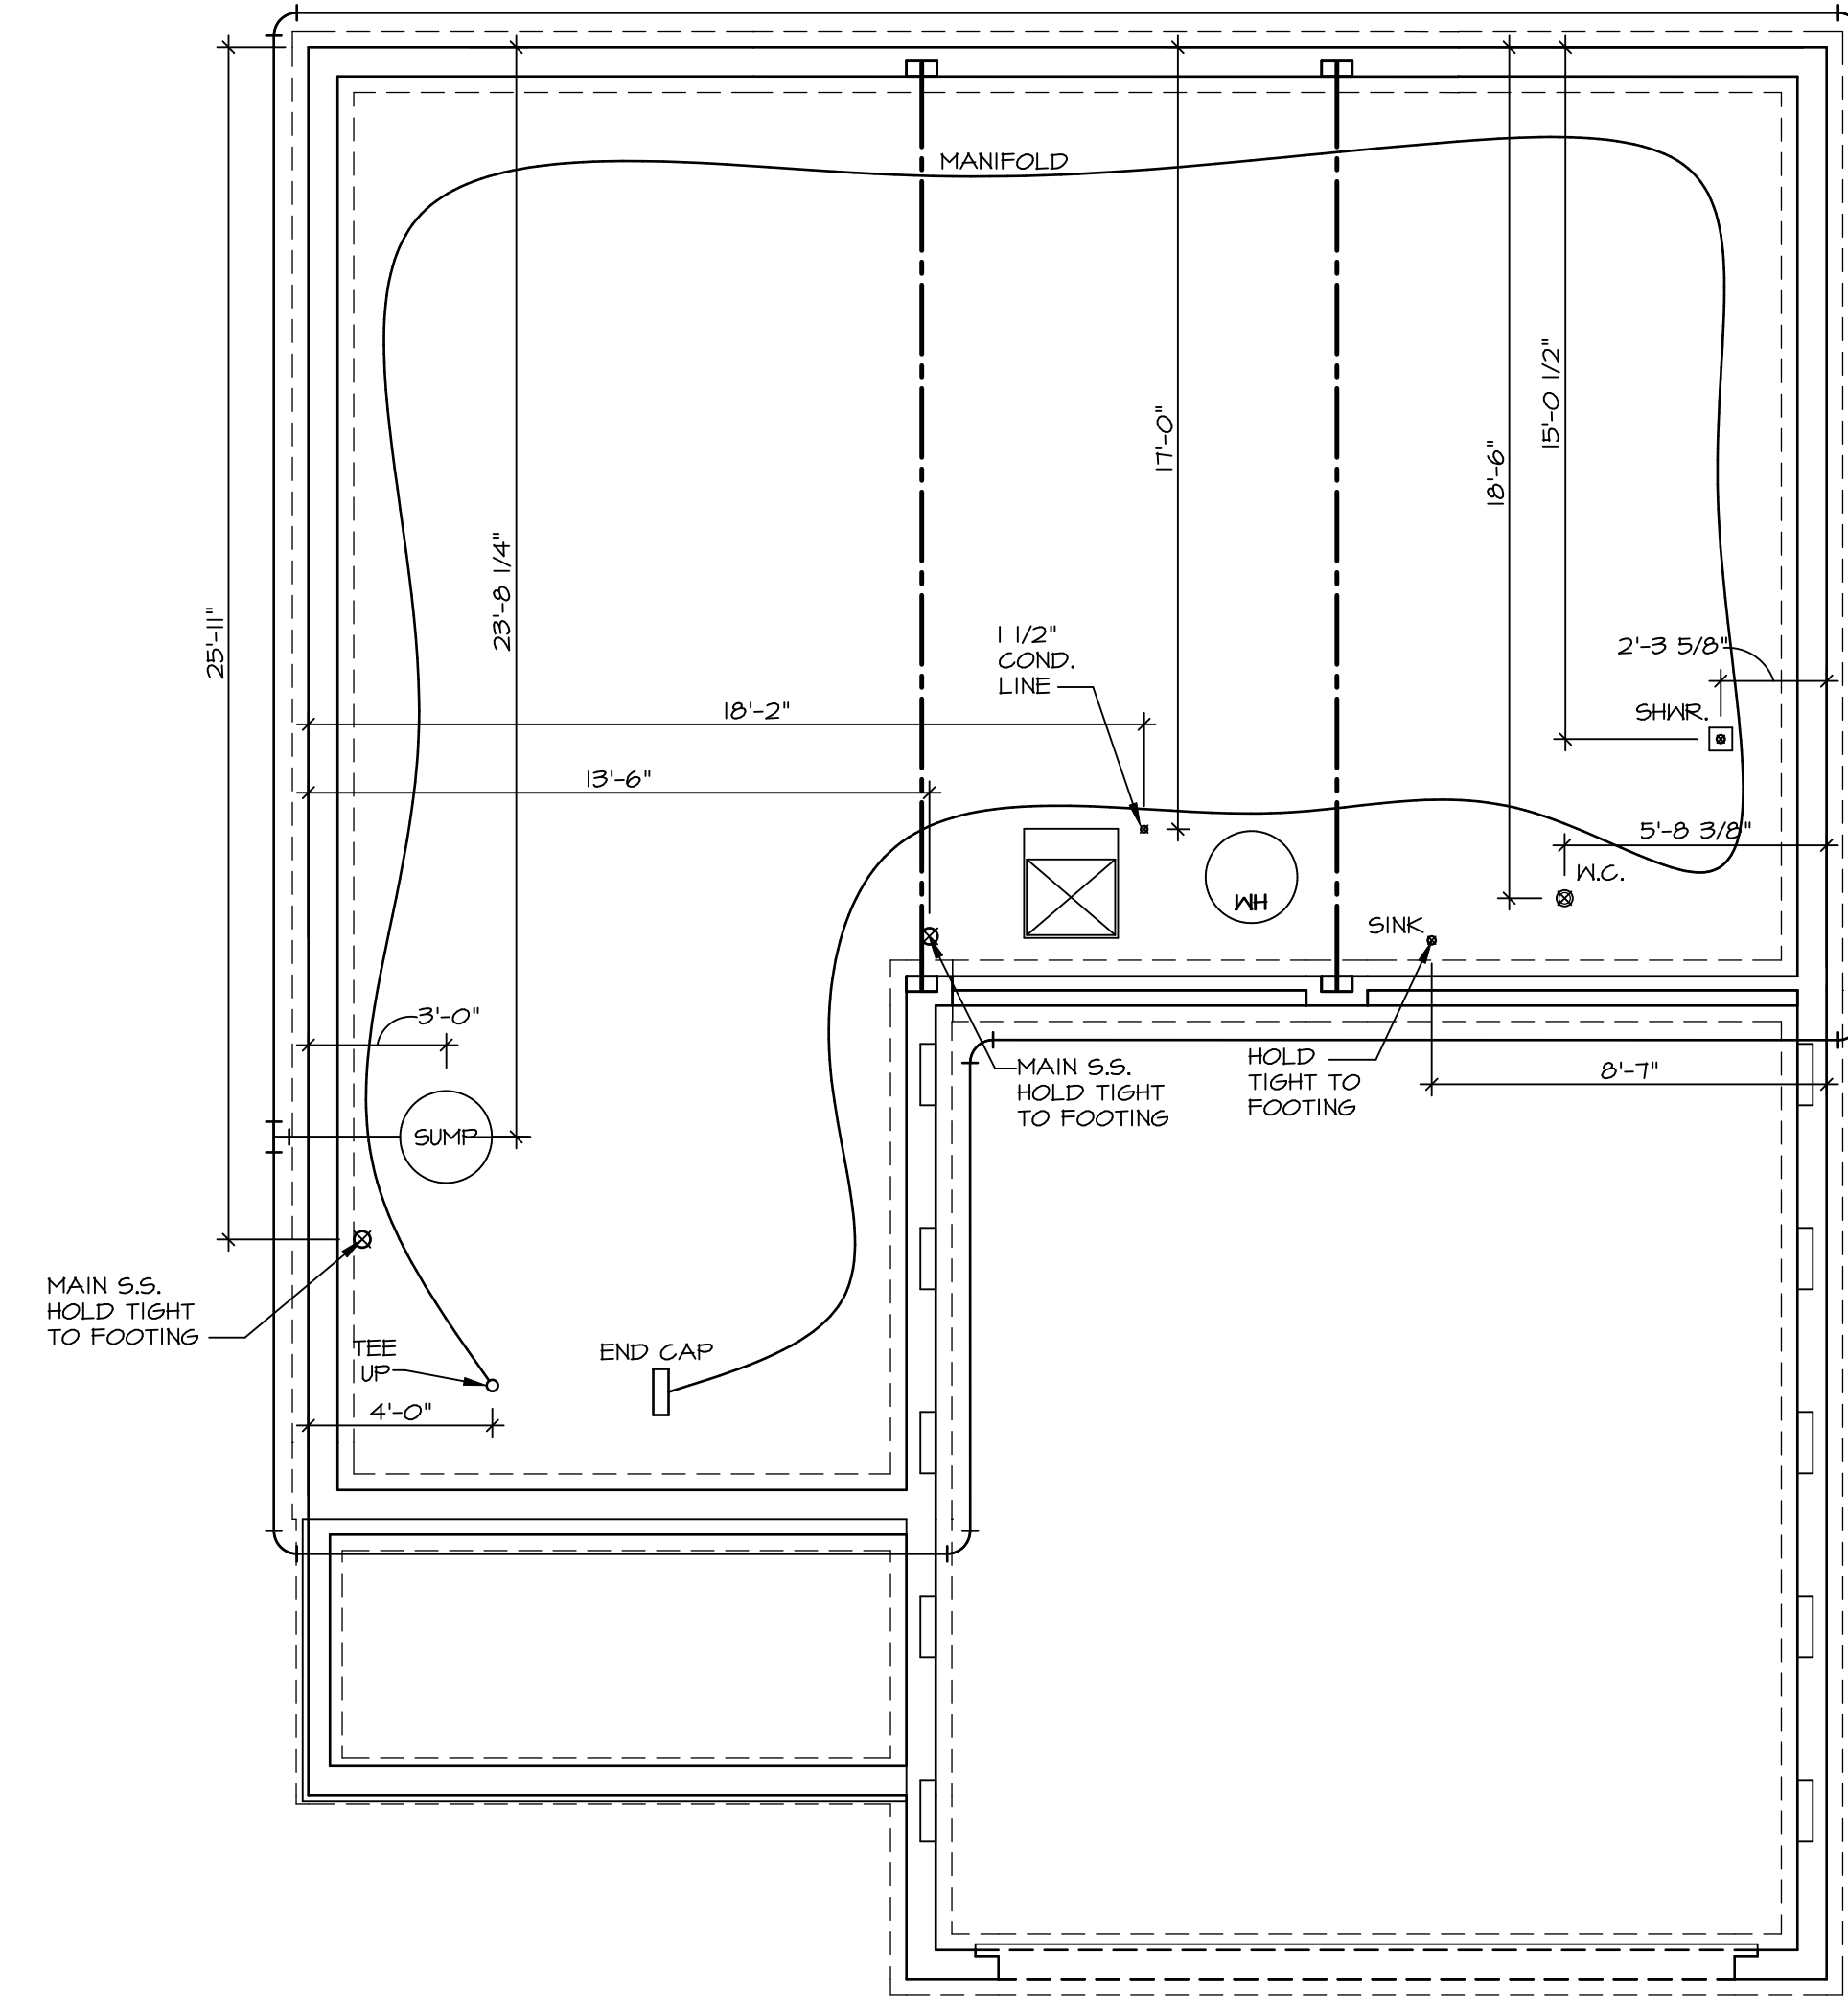 MANIFOLD
15'-0 1/2"
17'-0"
18'-6"
23'-8 1/4"
25'-11"
1 1/2"
COND.
LINE
2'-3 5/8"
18'-2"
SHWR.
13'-6"
5'-8 3/8"
W.C.
WH
SINK
3'-0"
MAIN S.S.
HOLD TIGHT
TO FOOTING
HOLD
TIGHT TO
FOOTING
8'-7"
SUMP
MAIN S.S.
HOLD TIGHT
TO FOOTING
TEE
UP
END CAP
4'-0"